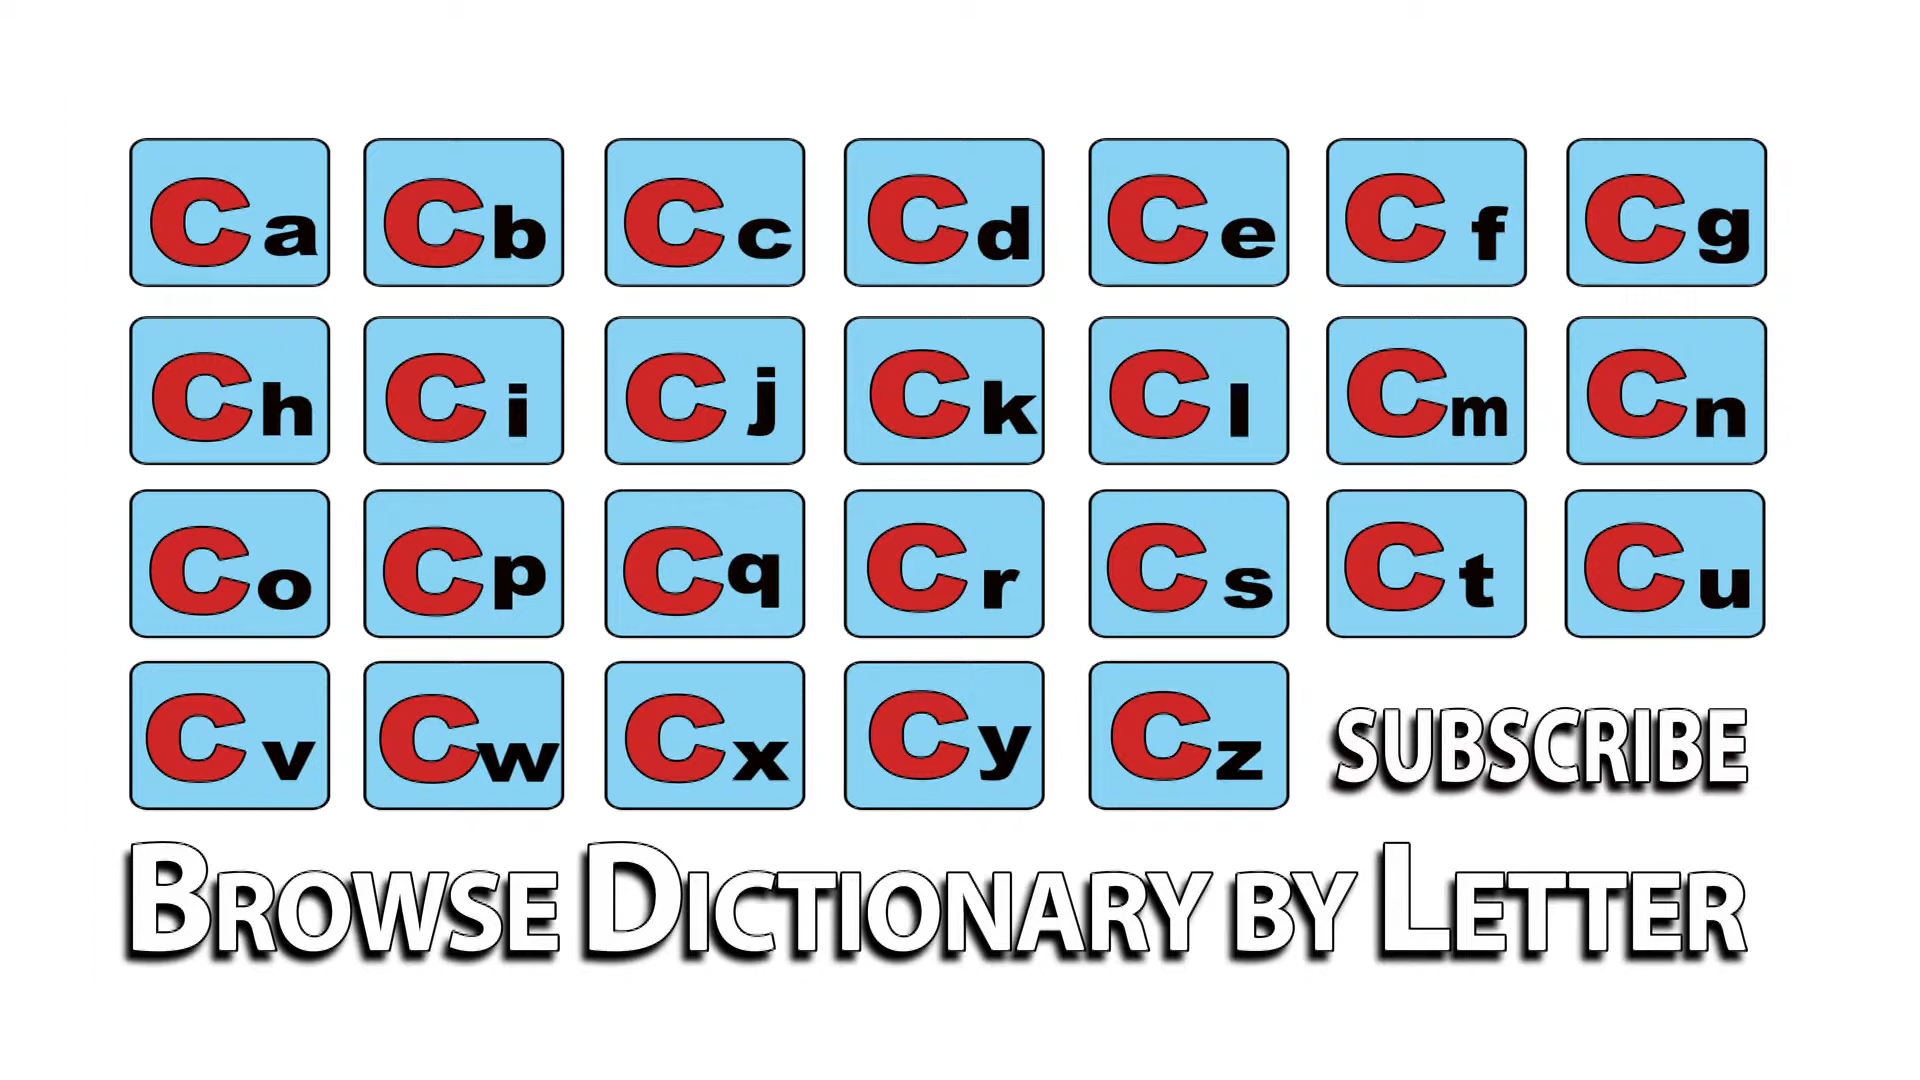 Ca Cb Cc Cd Ce Cf Cg
Ch Ci Cj Ck Cl Cm Cn
Co Cp Cq Cr Cs Ct Cu
Cv Cw Cx Cy Cz SUBSCRIBE
BROWSE DICTIONARY BY LETTER